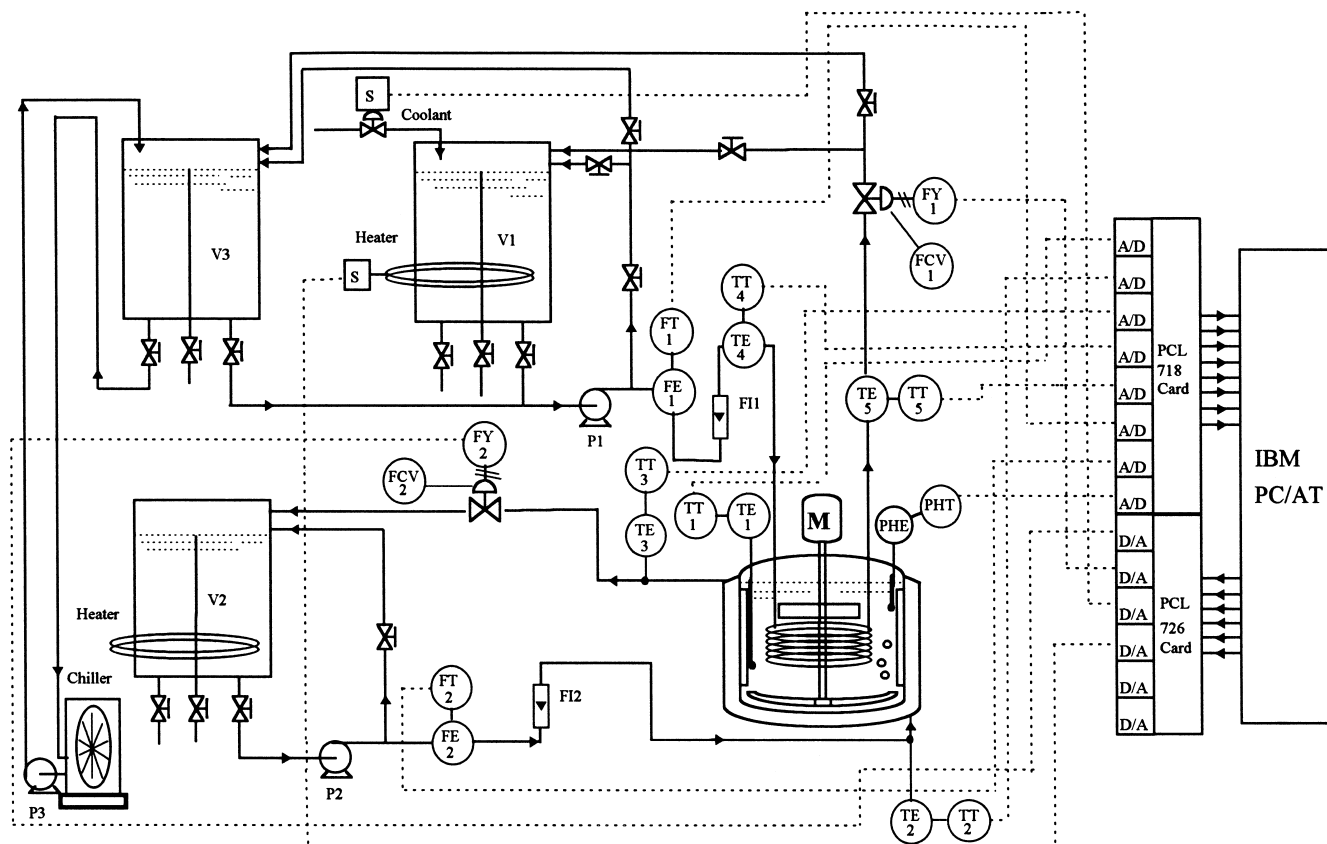 S
Coolant
V3
Heater
V1
S
FY
1
FCV
1
TT
4
FT
1
TE
4
FE
1
FI1
P1
TE
5
TT
5
A/D
A/D
A/D
A/D
A/D
A/D
A/D
A/D
PCL
718
Card
IBM
PC/AT
FY
2
FCV
2
TT
3
TT
1
TE
1
TE
3
M
PHE
PHT
D/A
D/A
D/A
D/A
D/A
D/A
PCL
726
Card
Heater
V2
Chiller
P3
P2
FT
2
FE
2
FI2
TE
2
TT
2